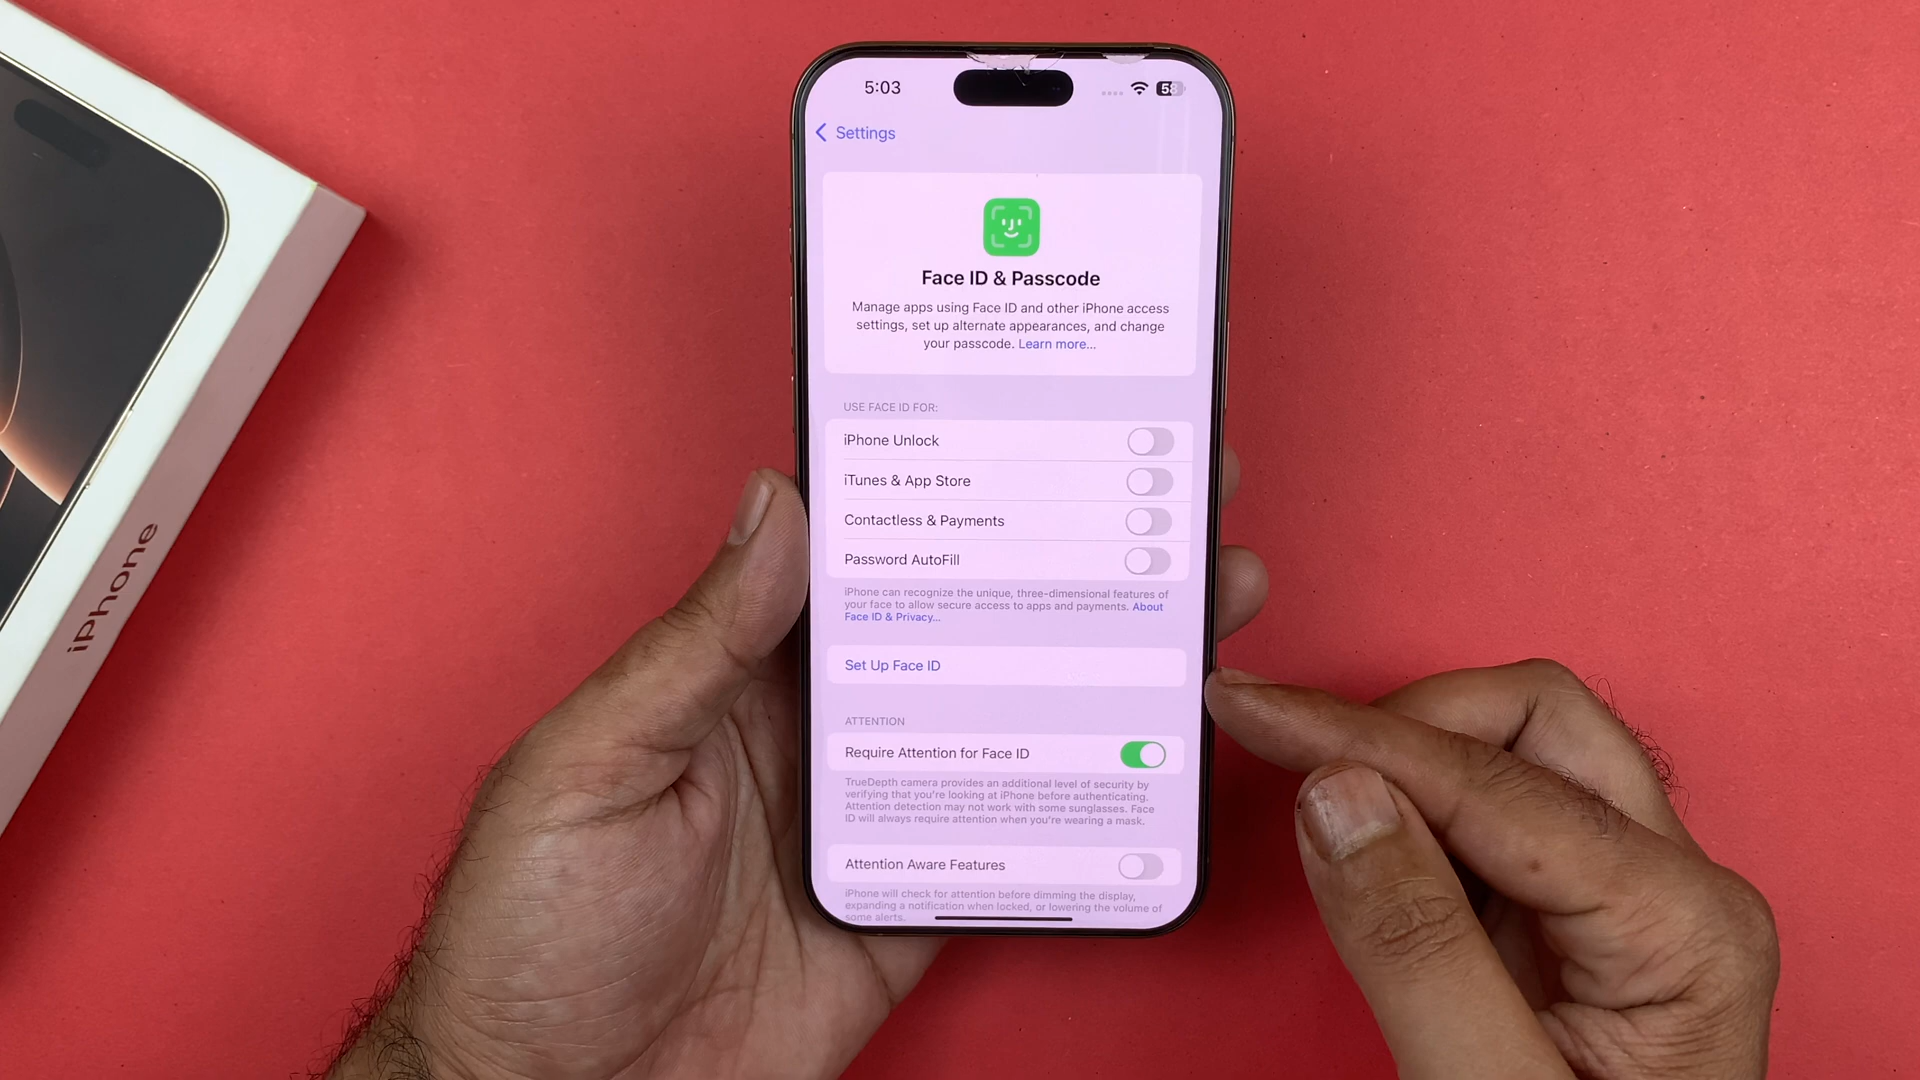 iPhone
5:03
Settings
Face ID & Passcode
Manage apps using Face ID and other iPhone access
settings, set up alternate appearances, and change
your passcode. Learn more...
USE FACE ID FOR:
iPhone Unlock
iTunes & App Store
Contactless & Payments
Password AutoFill
iPhone can recognize the unique, three-dimensional features of
your face to allow secure access to apps and payments. About
Face ID & Privacy...
Set Up Face ID
ATTENTION
Require Attention for Face ID
TrueDepth camera provides an additional level of security by
verifying that you're looking at iPhone before authenticating.
Attention detection may not work with some sunglasses. Face
ID will always require attention when you're wearing a mask.
Attention Aware Features
iPhone will check for attention before dimming the display,
expanding a notification when locked, or lowering the volume of
some alerts.